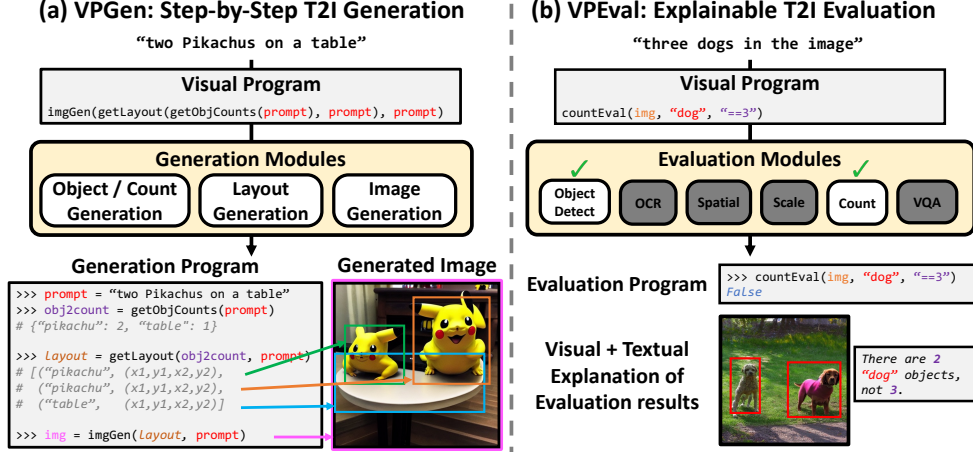 (a) VPGen: Step-by-Step T2I Generation
“two Pikachus on a table”
Visual Program
imgGen(getLayout(getObjCounts(prompt), prompt), prompt)
Generation Modules
Object / Count
Generation
Layout
Generation
Image
Generation
Generation Program
>>> prompt = “two Pikachus on a table”
>>> obj2count = getObjCounts(prompt)
# {“pikachu”: 2, “table": 1}
>>> layout = getLayout(obj2count, prompt)
# [(“pikachu”, (x1,y1,x2,y2),
#  (“pikachu”, (x1,y1,x2,y2),
#  (“table”,   (x1,y1,x2,y2)]
>>> img = imgGen(layout, prompt)
Generated Image
(b) VPEval: Explainable T2I Evaluation
“three dogs in the image”
Visual Program
countEval(img, “dog”, “==3”)
Evaluation Modules
Object
Detect
OCR
Spatial
Scale
Count
VQA
Evaluation Program
>>> countEval(img, “dog”, “==3”)
False
Visual + Textual
Explanation of
Evaluation results
There are 2
“dog” objects,
not 3.